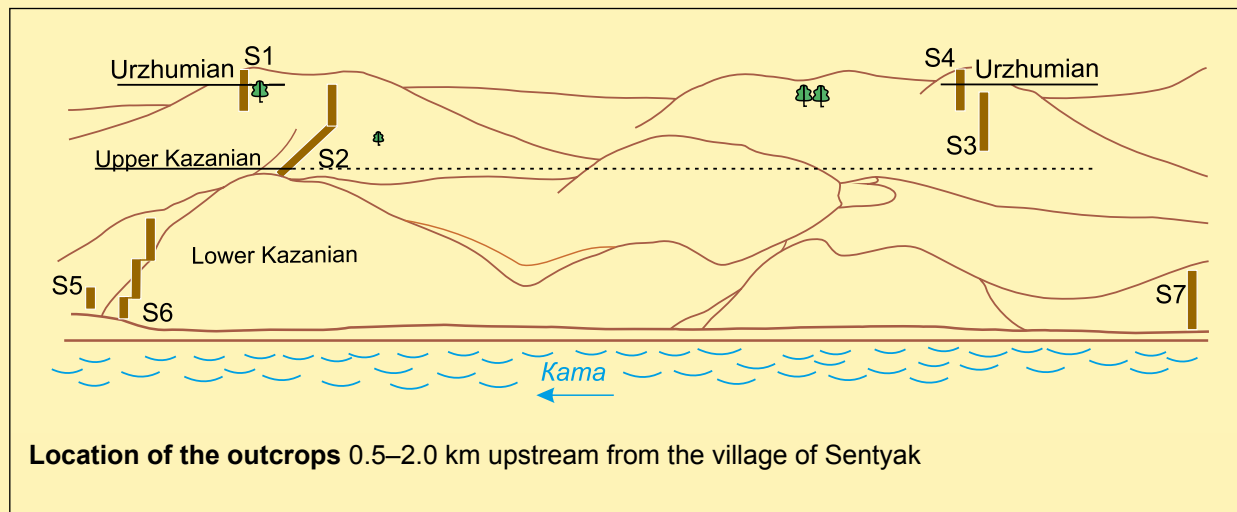 S1
Urzhumian
S4
Urzhumian
S3
Upper Kazanian
S2
Lower Kazanian
S5
S6
S7
Кама
Location of the outcrops 0.5–2.0 km upstream from the village of Sentyak